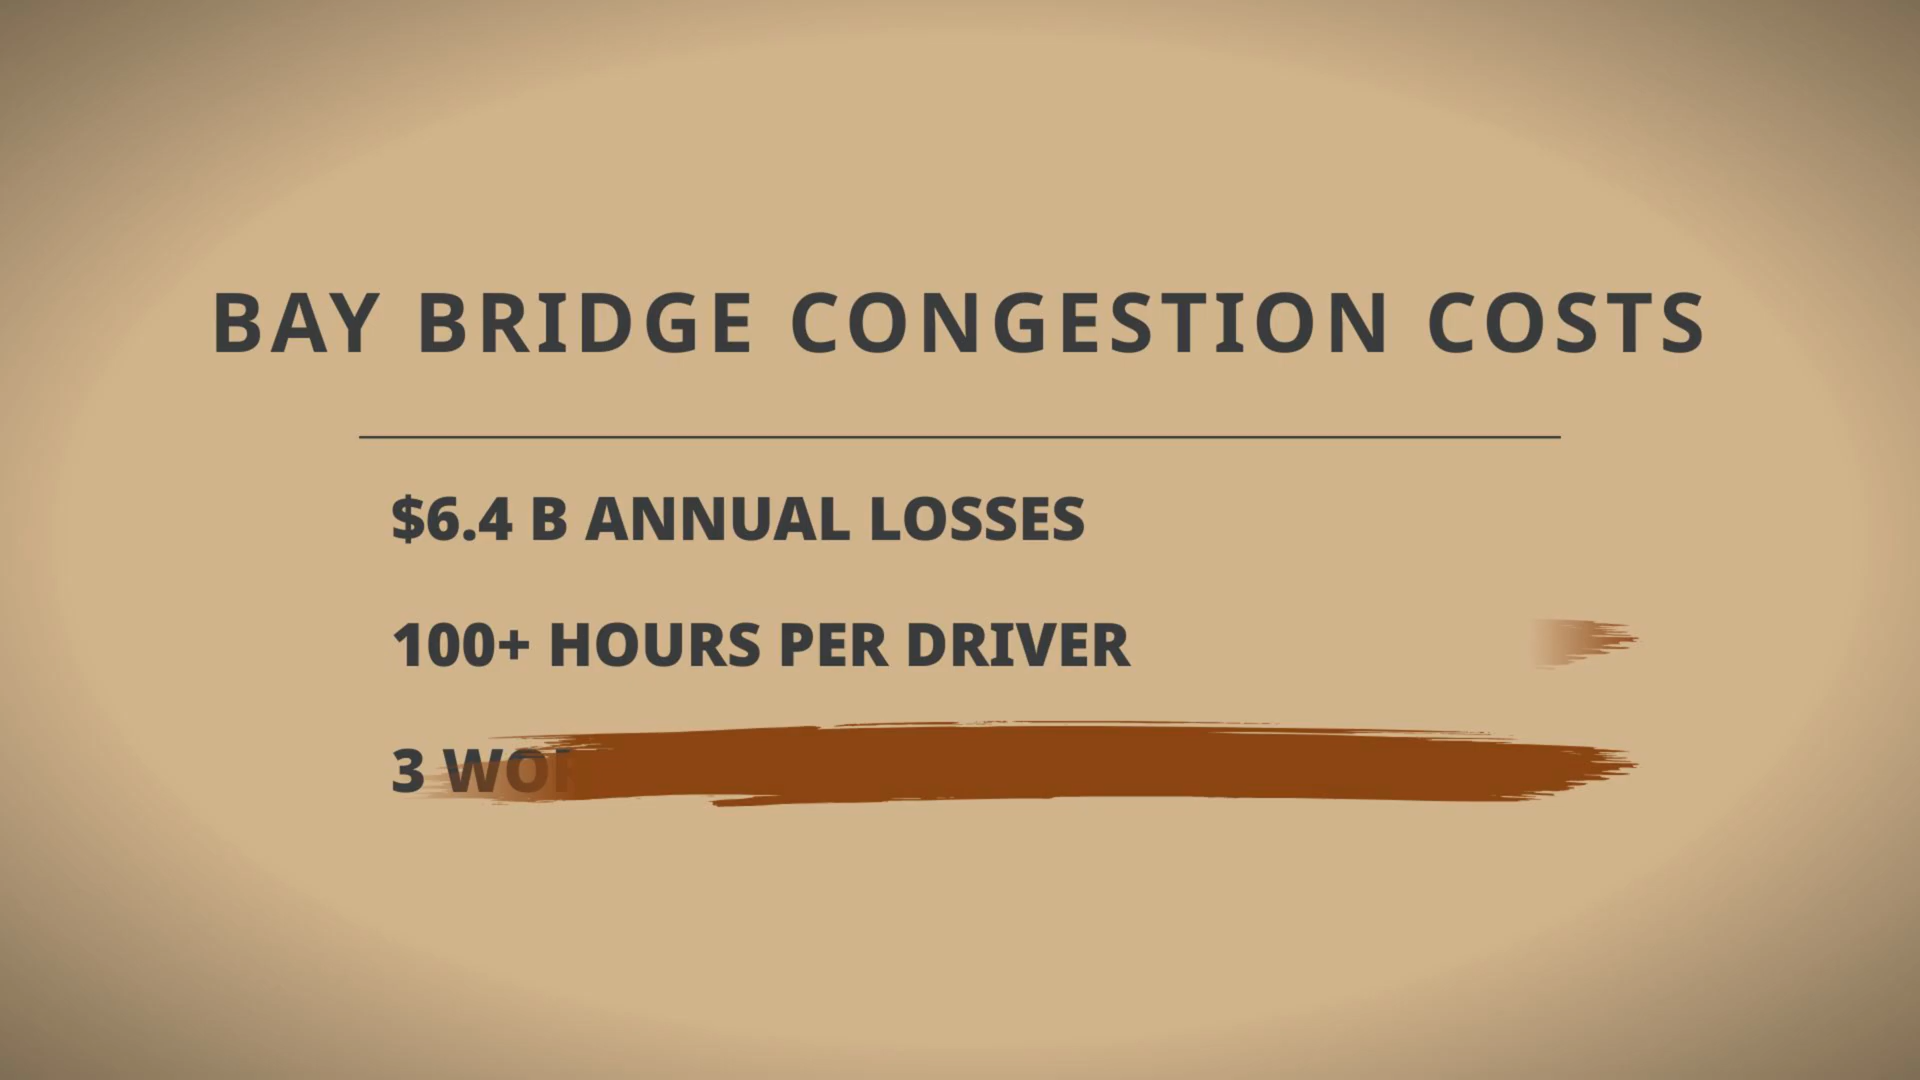 BAY BRIDGE CONGESTION COSTS
$6.4 B ANNUAL LOSSES
100+ HOURS PER DRIVER
3